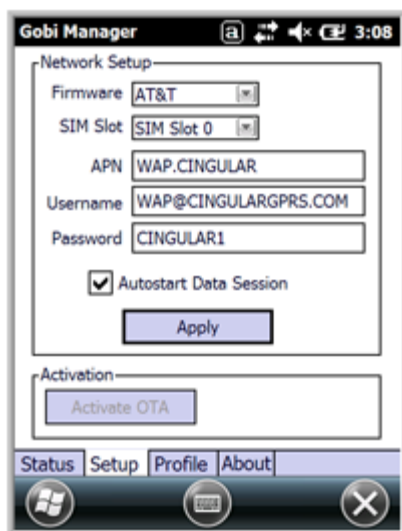 Gobi Manager a 3:08
Network Setup
Firmware AT&T
SIM Slot SIM Slot 0
APN WAP.CINGULAR
Username WAP@CINGULARGPRS.COM
Password CINGULAR1
Autostart Data Session
Apply
Activation
Activate OTA
Status Setup Profile About